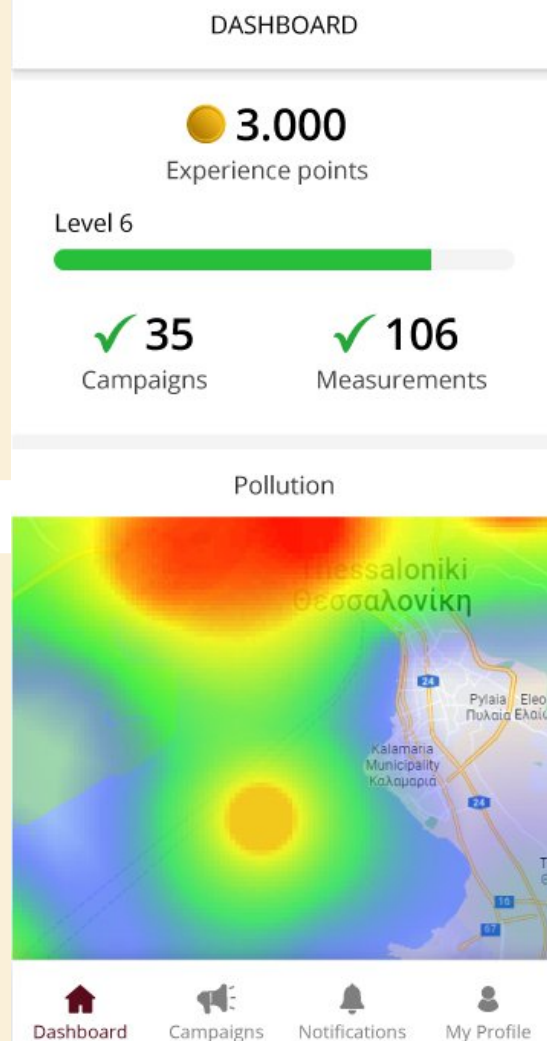 DASHBOARD
3.000
Experience points
Level 6
35
Campaigns
106
Measurements
Pollution
Thessaloniki
Θεσσαλονίκη
24
Pylaia
Πυλαία
Kalamaria
Municipality
Καλαμαριά
24
16
67
Dashboard
Campaigns
Notifications
My Profile